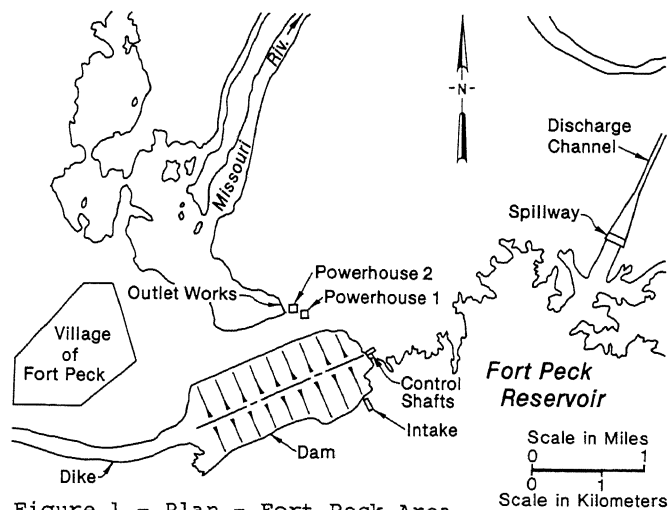 Riv.
Missouri
-N-
Discharge
Channel
Spillway
Powerhouse 2
Outlet Works
Powerhouse 1
Village
of
Fort Peck
Control
Shafts
Fort Peck
Reservoir
Intake
Dam
Dike
Scale in Miles
0 1
0 1
Scale in Kilometers
Figure 1 - Plan - Fort Peck Area